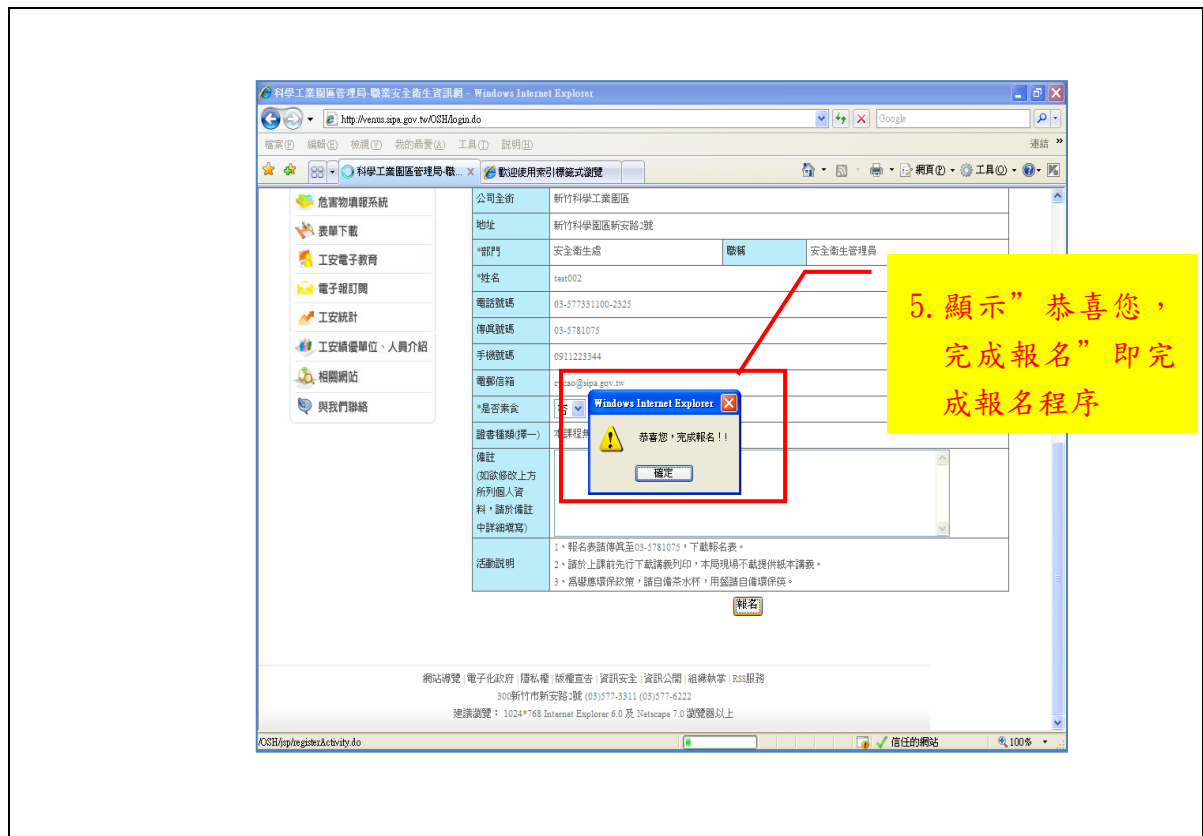 科學工業園區管理局-職業安全衛生資訊網 - Windows Internet Explorer
http://venus.sipa.gov.tw/OSH/login.do
Google
檔案(F) 編輯(E) 檢視(V) 我的最愛(A) 工具(T) 說明(H)
連結 »
科學工業園區管理局-職... × 歡迎使用索引標籤式瀏覽
網頁(P) 工具(O)
危害物填報系統
表單下載
工安電子教育
電子報訂閱
工安統計
工安績優單位、人員介紹
相關網站
與我們聯絡
公司全銜 新竹科學工業園區
地址 新竹科學園區新安路2號
*部門 安全衛生處 職稱 安全衛生管理員
*姓名 test002
電話號碼 03-577331100-2325
傳真號碼 03-5781075
手機號碼 0911223344
電郵信箱 @sipa.gov.tw
*是否素食 否
證書種類(擇一) 本課程無
備註
(如欲修改上方
所列個人資
料,請於備註
中詳細填寫)
Windows Internet Explorer
恭喜您,完成報名!!
確定
活動說明
1、報名表請傳真至03-5781075,下載報名表。
2、請於上課前先行下載講義列印,本局現場不載提供紙本講義。
3、為響應環保政策,請自備茶水杯,用餐請自備環保筷。
報名
5.顯示”恭喜您,
完成報名”即完
成報名程序
網站導覽 | 電子化政府 | 隱私權 | 版權宣告 | 資訊安全 | 資訊公開 | 組織執掌 | RSS服務
300新竹市新安路2號 (03)577-3311 (03)577-6222
建議瀏覽: 1024*768 Internet Explorer 6.0 及 Netscape 7.0 瀏覽器以上
/OSH/jsp/registerActivity.do
信任的網站
100%